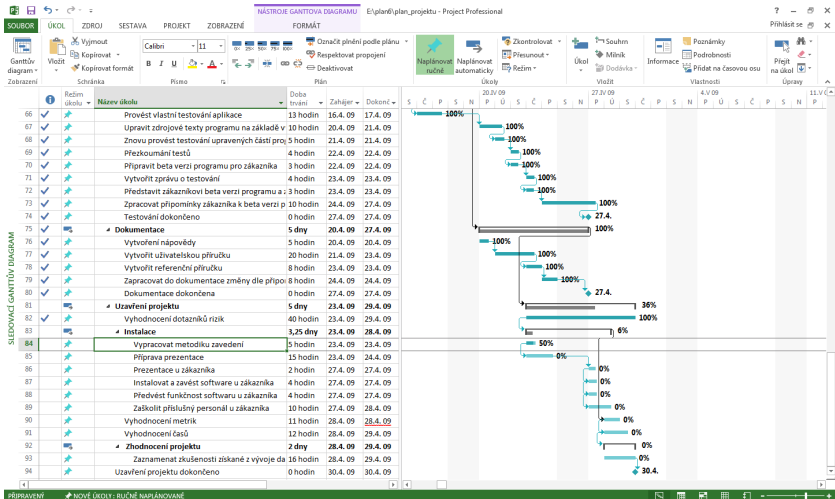 NÁSTROJE GANTTOVA DIAGRAMU E:\plan6\plan_projektu - Project Professional
SOUBOR ÚKOL ZDROJ SESTAVA PROJEKT ZOBRAZENÍ FORMÁT Přihlásit se
Ganttův diagram
Vložit
Vyjmout
Kopírovat
Kopírovat formát
Calibri 11
B I U
Označit plnění podle plánu
Respektovat propojení
Deaktivovat
Naplánovat ručně
Naplánovat automaticky
Zkontrolovat
Přesunout
Režim
Úkol
Souhrn
Milník
Dodávka
Informace
Poznámky
Podrobnosti
Přidat na časovou osu
Přejít na úkol
Zobrazení Schránka Písmo Plán Úkoly Vložit Vlastnosti Úpravy
Režim úkolu Název úkolu Doba trvání Zahájer Dokonč
20.IV 09 27.IV 09 4.V 09 11.V
S Č P S N P Ú S Č P S N P Ú S Č P S N P Ú S Č P S N P
66 Provést vlastní testování aplikace 13 hodin 16.4. 09 17.4. 09 100%
67 Upravit zdrojové texty programu na základě v 10 hodin 20.4. 09 21.4. 09 100%
68 Znovu provést testování upravených částí pro 5 hodin 21.4. 09 21.4. 09 100%
69 Přezkoumání testů 4 hodin 22.4. 09 22.4. 09 100%
70 Připravit beta verzi programu pro zákazníka 3 hodin 22.4. 09 22.4. 09 100%
71 Vytvořit zprávu o testování 4 hodin 23.4. 09 23.4. 09 100%
72 Představit zákazníkovi beta verzi programu a z 3 hodin 23.4. 09 23.4. 09 100%
73 Zpracovat připomínky zákazníka k beta verzi p 10 hodin 24.4. 09 27.4. 09 100%
74 Testování dokončeno 0 hodin 27.4. 09 27.4. 09 27.4.
75 Dokumentace 5 dny 20.4. 09 27.4. 09 100%
76 Vytvoření nápovědy 5 hodin 20.4. 09 20.4. 09 100%
77 Vytvořit uživatelskou příručku 20 hodin 21.4. 09 23.4. 09 100%
78 Vytvořit referenční příručku 8 hodin 23.4. 09 24.4. 09 100%
79 Zapracovat do dokumentace změny dle připo 8 hodin 24.4. 09 24.4. 09 100%
80 Dokumentace dokončena 0 hodin 27.4. 09 27.4. 09 27.4.
81 Uzavření projektu 5 dny 23.4. 09 29.4. 09 36%
82 Vyhodnocení dotazníků rizik 40 hodin 23.4. 09 29.4. 09 100%
83 Instalace 3,25 dny 23.4. 09 28.4. 09 6%
84 Vypracovat metodiku zavedení 5 hodin 23.4. 09 23.4. 09 50%
85 Příprava prezentace 15 hodin 23.4. 09 24.4. 09 0%
86 Prezentace u zákazníka 2 hodin 27.4. 09 27.4. 09 0%
87 Instalovat a zavést software u zákazníka 4 hodin 27.4. 09 27.4. 09 0%
88 Předvést funkčnost softwaru u zákazníka 4 hodin 27.4. 09 27.4. 09 0%
89 Zaškolit příslušný personál u zákazníka 10 hodin 27.4. 09 28.4. 09 0%
90 Vyhodnocení metrik 11 hodin 28.4. 09 28.4. 09 0%
91 Vyhodnocení časů 12 hodin 28.4. 09 29.4. 09 0%
92 Zhodnocení projektu 2 dny 28.4. 09 29.4. 09 0%
93 Zaznamenat zkušenosti získané z vývoje da 16 hodin 28.4. 09 29.4. 09 0%
94 Uzavření projektu dokončeno 0 hodin 30.4. 09 30.4. 09 30.4.
SLEDOVACÍ GANTTŮV DIAGRAM
PŘIPRAVENÝ NOVÉ ÚKOLY: RUČNĚ NAPLÁNOVANÉ